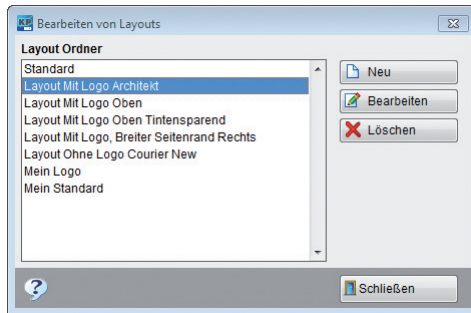 KP Bearbeiten von Layouts
Layout Ordner
Standard
Layout Mit Logo Architekt
Layout Mit Logo Oben
Layout Mit Logo Oben Tintensparend
Layout Mit Logo, Breiter Seitenrand Rechts
Layout Ohne Logo Courier New
Mein Logo
Mein Standard
Neu
Bearbeiten
Löschen
?
Schließen